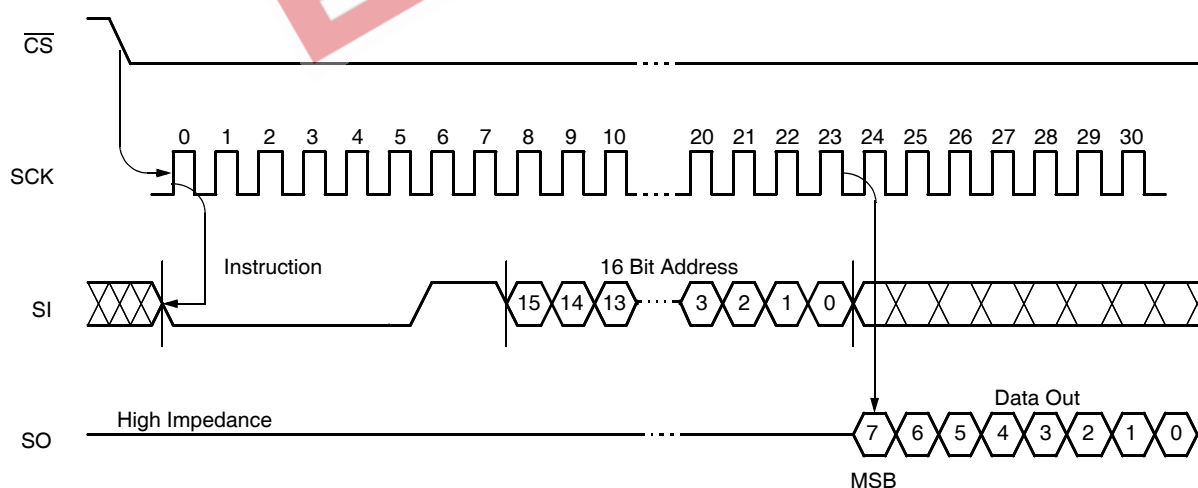 CS
0 1 2 3 4 5 6 7 8 9 10 20 21 22 23 24 25 26 27 28 29 30
SCK
Instruction
16 Bit Address
SI
15 14 13 3 2 1 0
High Impedance
Data Out
SO
7 6 5 4 3 2 1 0
MSB